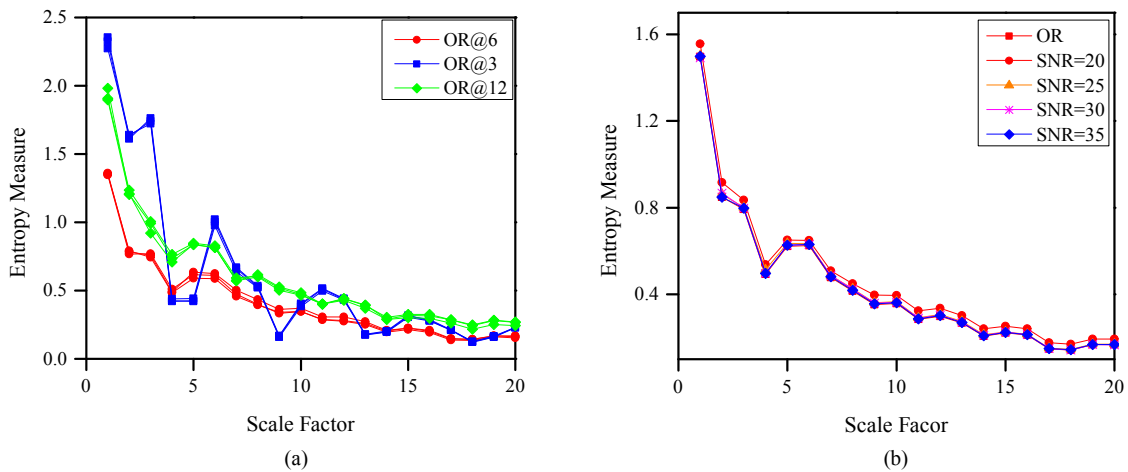 2.5
2.0
1.5
1.0
0.5
0.0
Entropy Measure
OR@6
OR@3
OR@12
0 5 10 15 20
Scale Factor
(a)
1.6
1.2
0.8
0.4
Entropy Measure
OR
SNR=20
SNR=25
SNR=30
SNR=35
0 5 10 15 20
Scale Facor
(b)